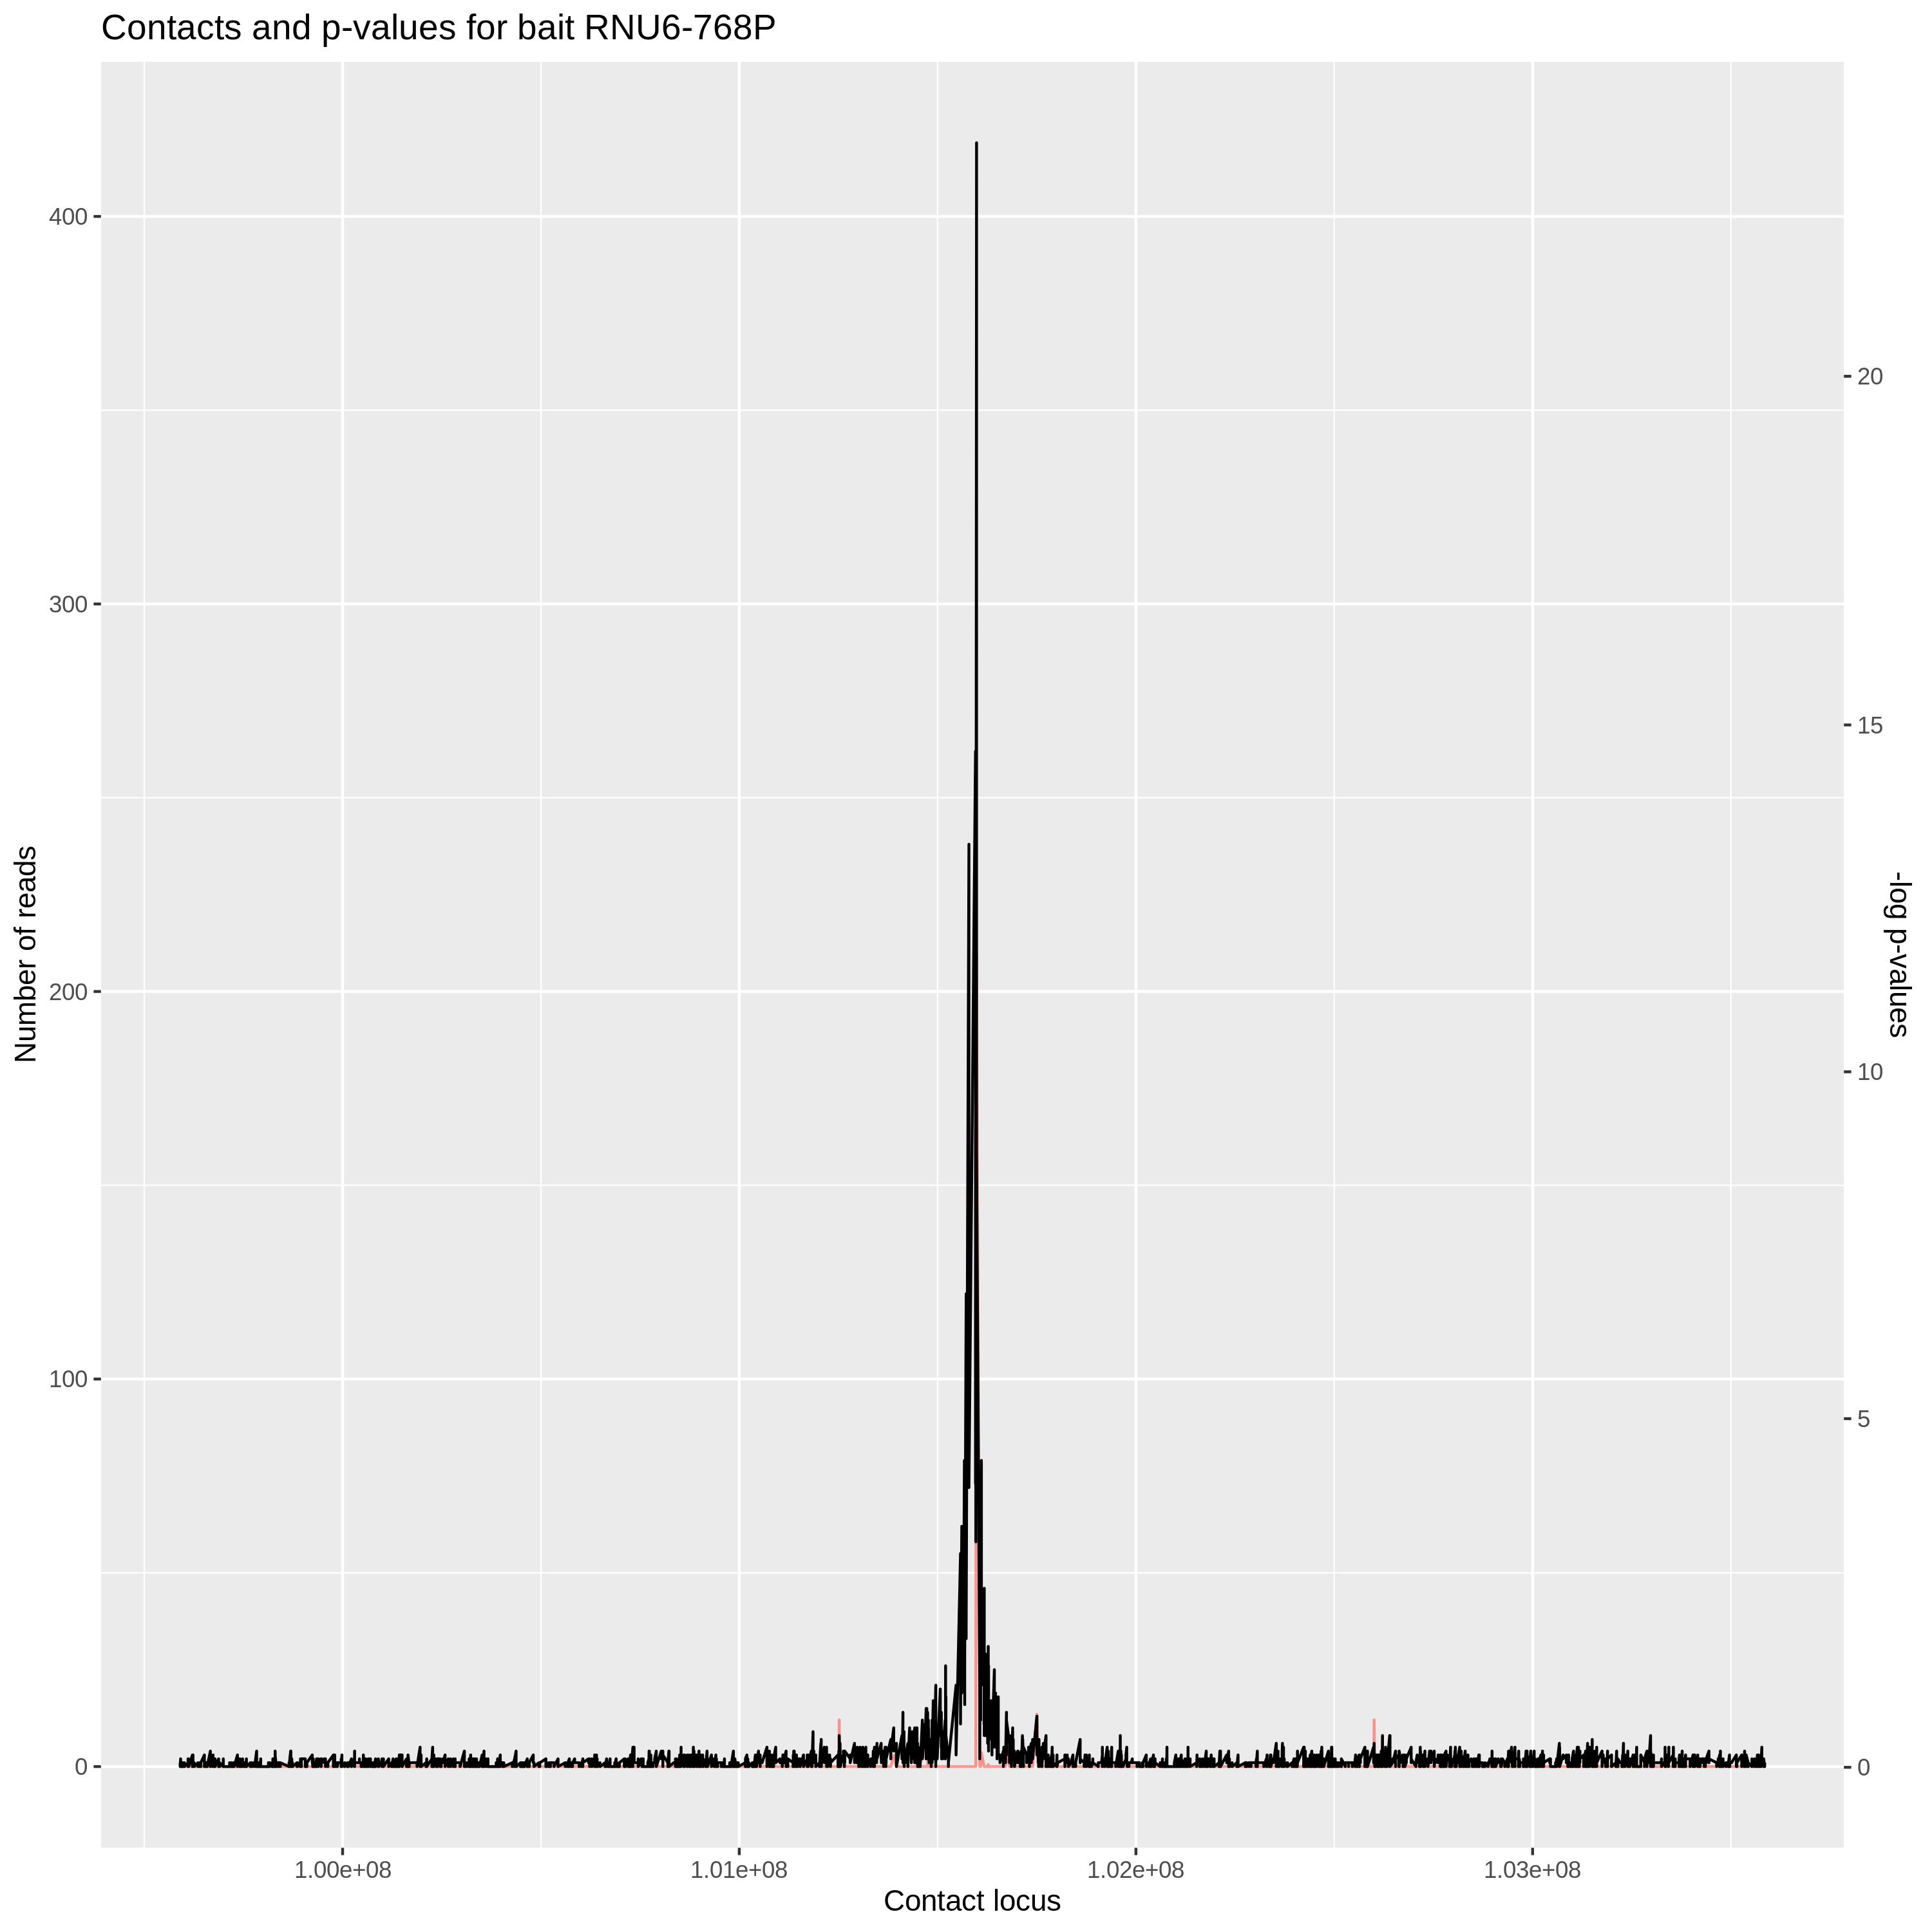 Contacts and p-values for bait RNU6-768P
400
300
200
100
0
Number of reads
20
15
10
5
0
-log p-values
1.00e+08
1.01e+08
1.02e+08
1.03e+08
Contact locus